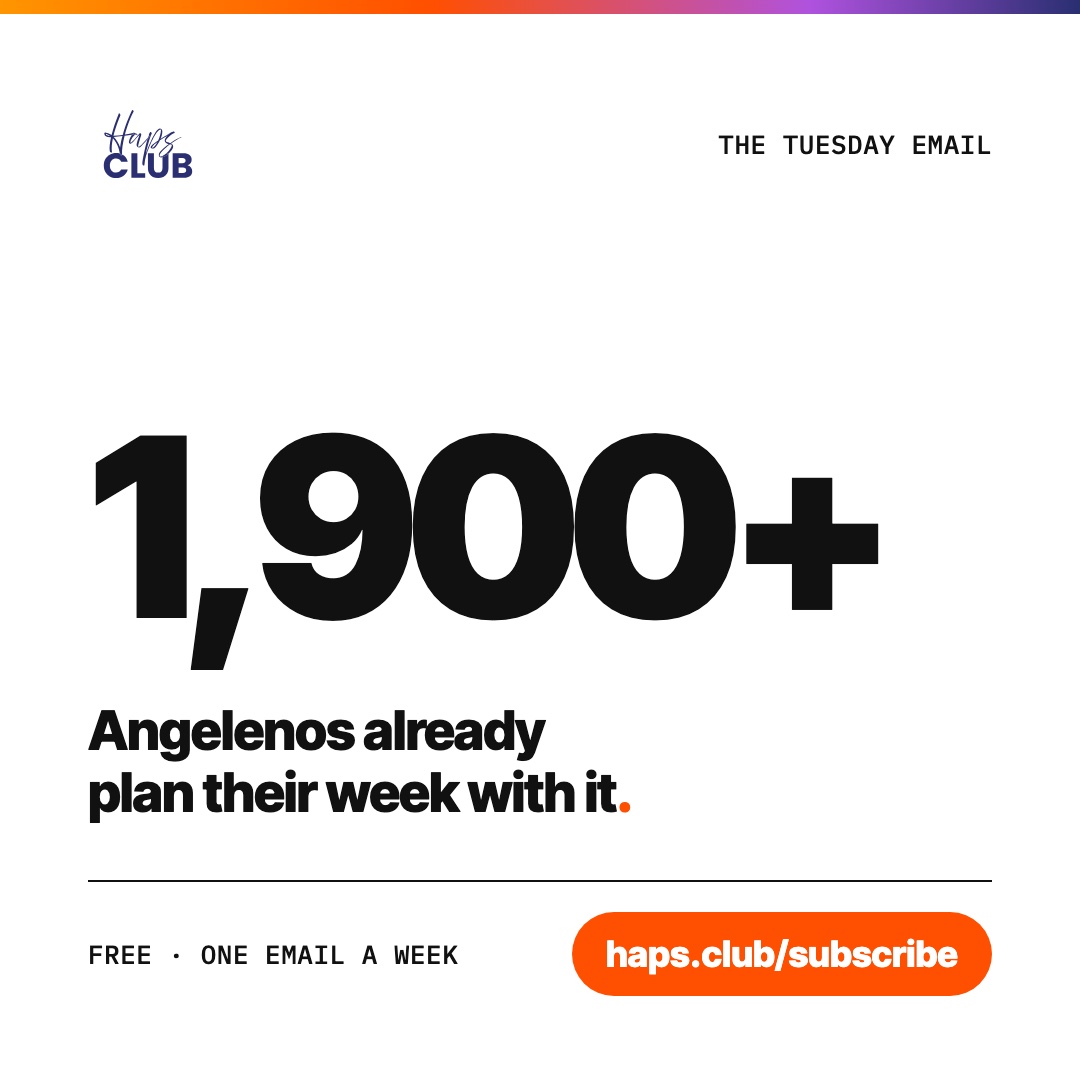 Haps
CLUB
THE TUESDAY EMAIL
1,900+
Angelenos already
plan their week with it.
FREE · ONE EMAIL A WEEK
haps.club/subscribe